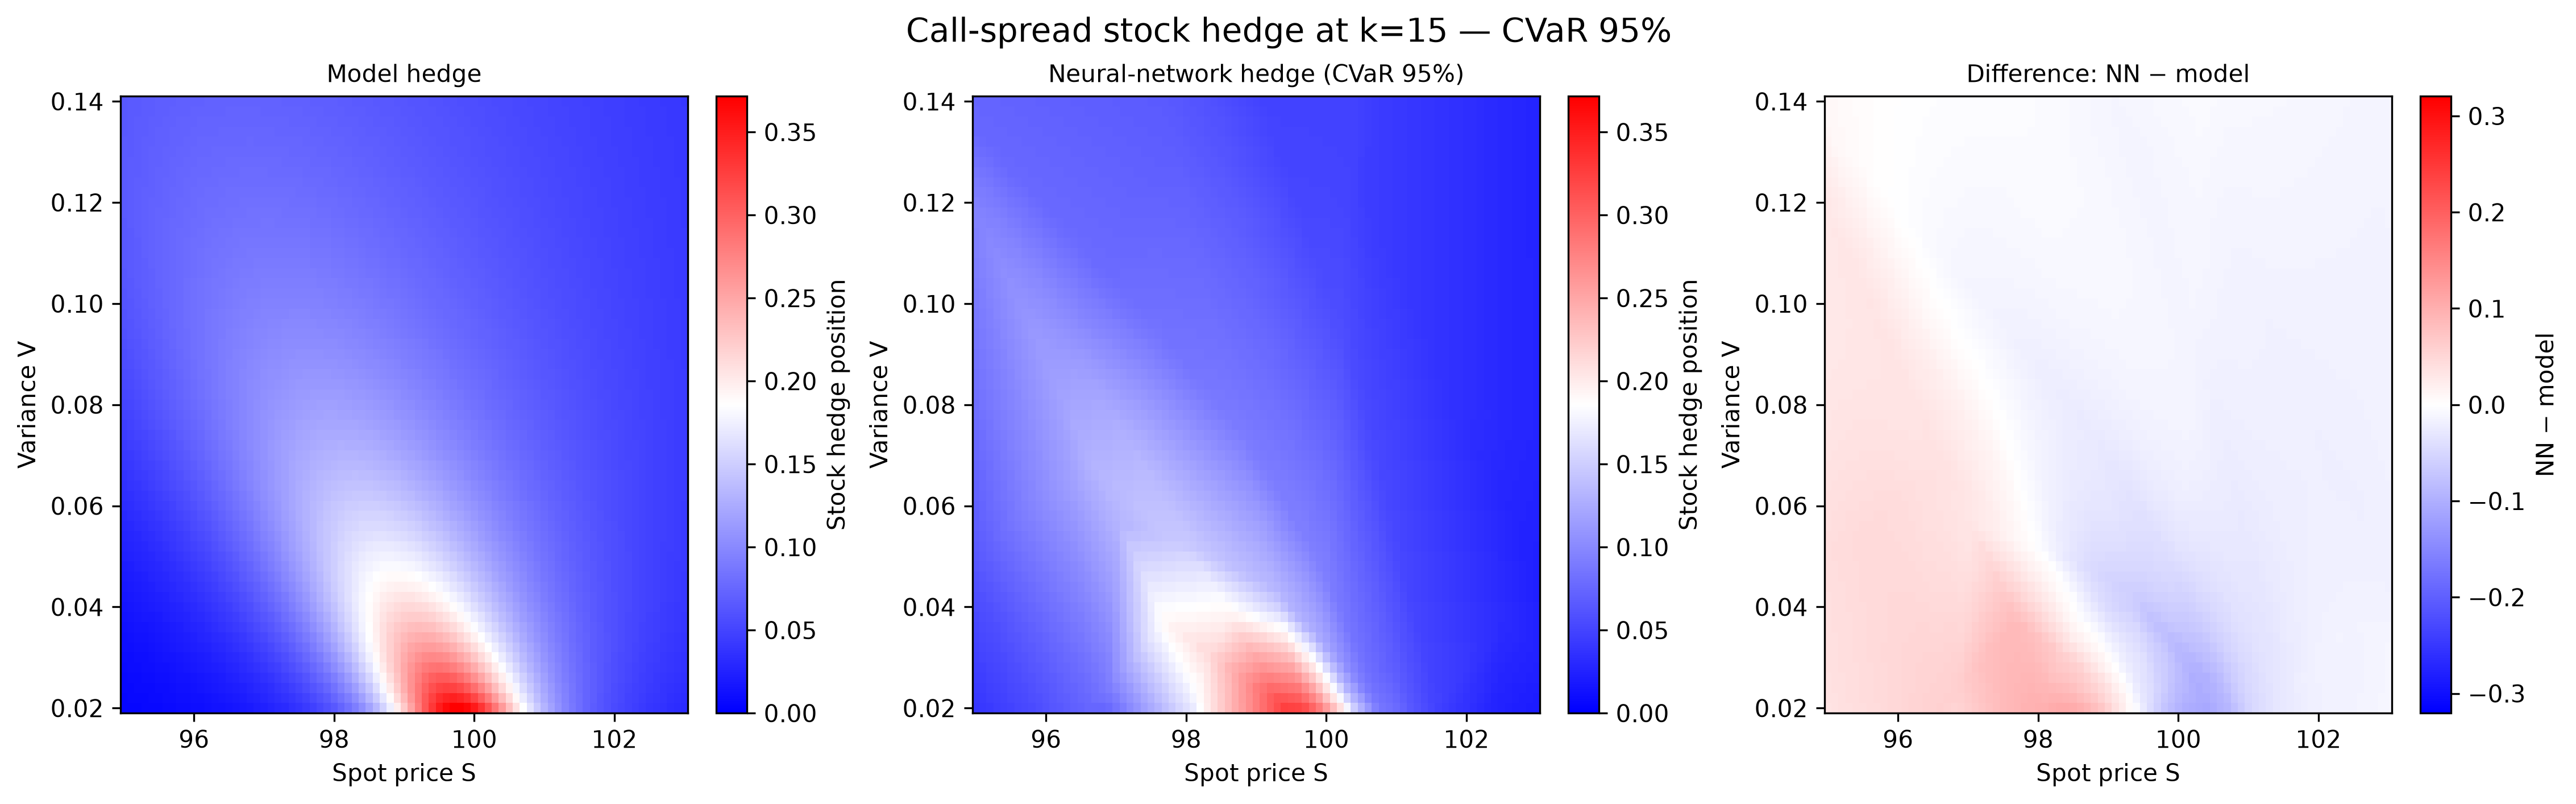 Call-spread stock hedge at k=15 — CVaR 95%
Model hedge
0.14
0.12
0.10
0.08
0.06
0.04
0.02
Variance V
96 98 100 102
Spot price S
0.35
0.30
0.25
0.20
0.15
0.10
0.05
0.00
Stock hedge position
Neural-network hedge (CVaR 95%)
0.14
0.12
0.10
0.08
0.06
0.04
0.02
Variance V
96 98 100 102
Spot price S
0.35
0.30
0.25
0.20
0.15
0.10
0.05
0.00
Stock hedge position
Difference: NN − model
0.14
0.12
0.10
0.08
0.06
0.04
0.02
Variance V
96 98 100 102
Spot price S
0.3
0.2
0.1
0.0
−0.1
−0.2
−0.3
NN − model